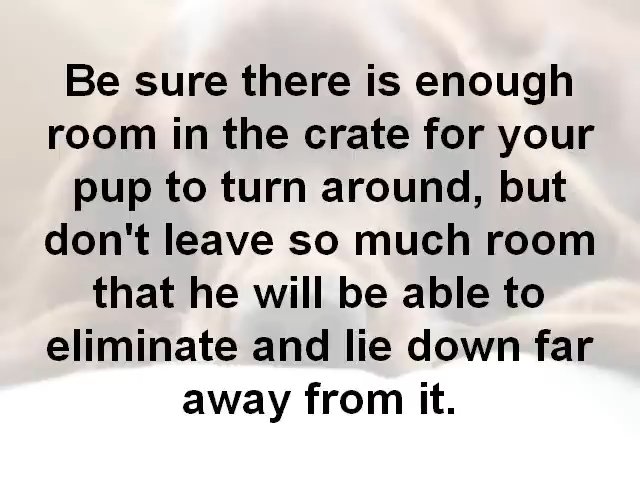 Be sure there is enough
room in the crate for your
pup to turn around, but
don't leave so much room
that he will be able to
eliminate and lie down far
away from it.